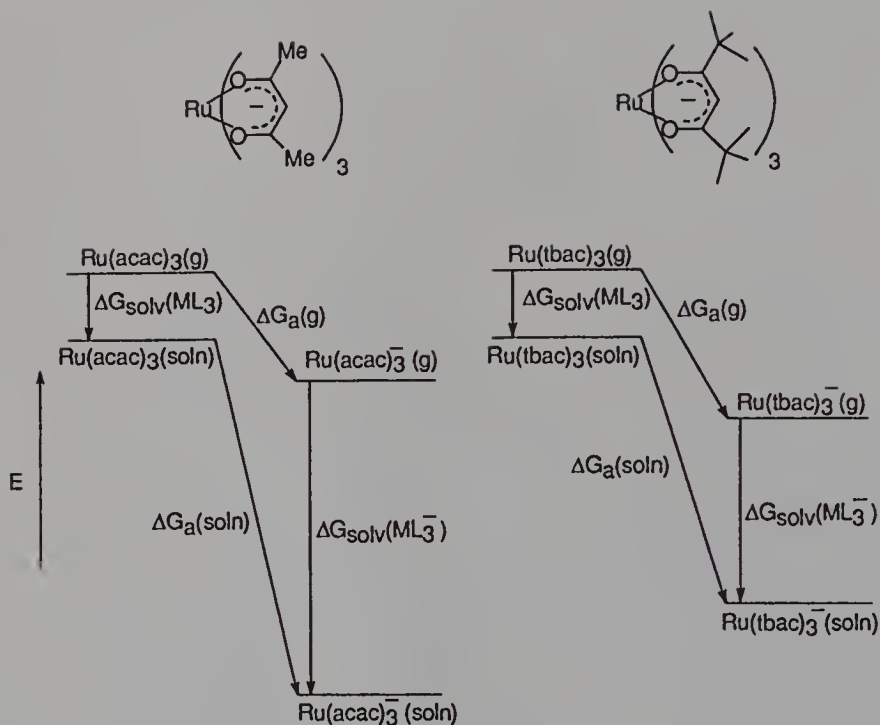 Me
O
Ru
O
Me
3
O
Ru
O
3
Ru(acac)3(g)
ΔGsolv(ML3)
ΔGa(g)
Ru(acac)3(soln)
Ru(acac)3̄ (g)
E
ΔGa(soln)
ΔGsolv(ML3̄)
Ru(acac)3̄ (soln)
Ru(tbac)3(g)
ΔGsolv(ML3)
ΔGa(g)
Ru(tbac)3(soln)
Ru(tbac)3̄ (g)
ΔGa(soln)
ΔGsolv(ML3̄)
Ru(tbac)3̄ (soln)